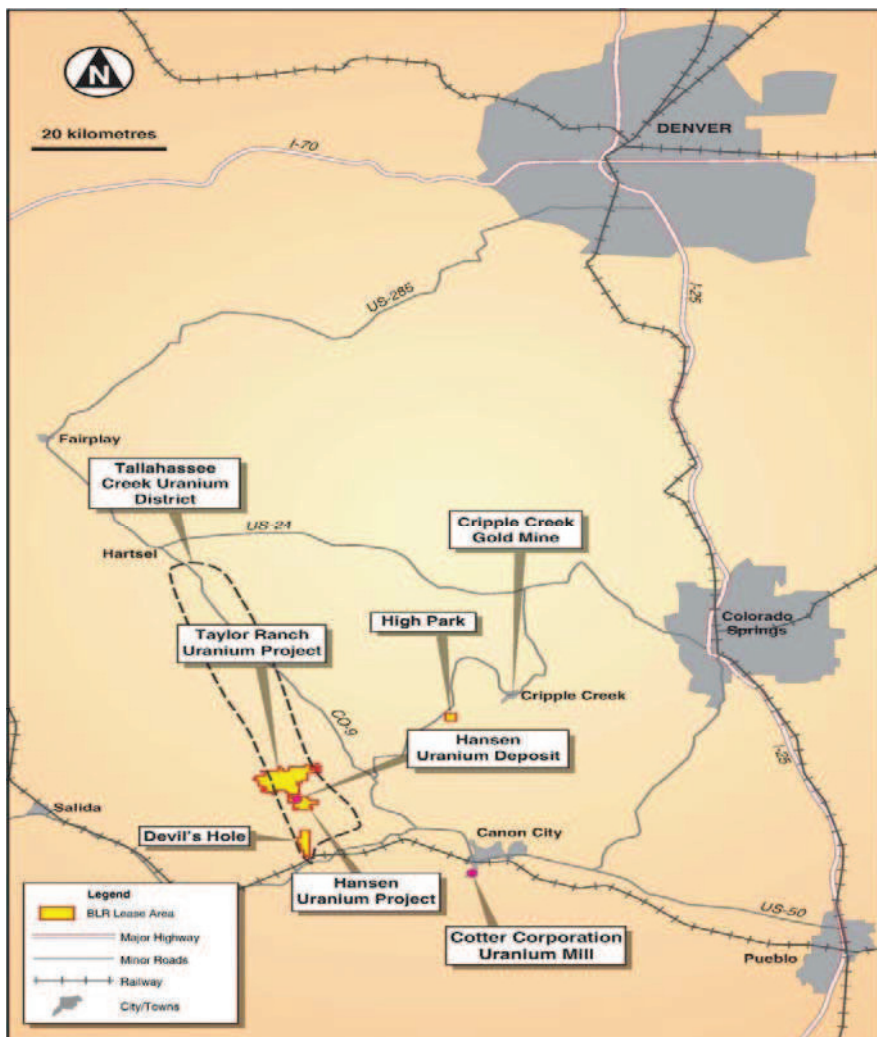 N
20 kilometres
DENVER
I-70
I-25
US-285
Fairplay
Tallahassee
Creek Uranium
District
US-24
Cripple Creek
Gold Mine
Hartsel
High Park
Colorado
Springs
Taylor Ranch
Uranium Project
Cripple Creek
CO-9
Hansen
Uranium Deposit
I-25
Salida
Devil's Hole
Canon City
Hansen
Uranium Project
US-50
Cotter Corporation
Uranium Mill
Pueblo
Legend
BLR Lease Area
Major Highway
Minor Roads
Railway
City/Towns